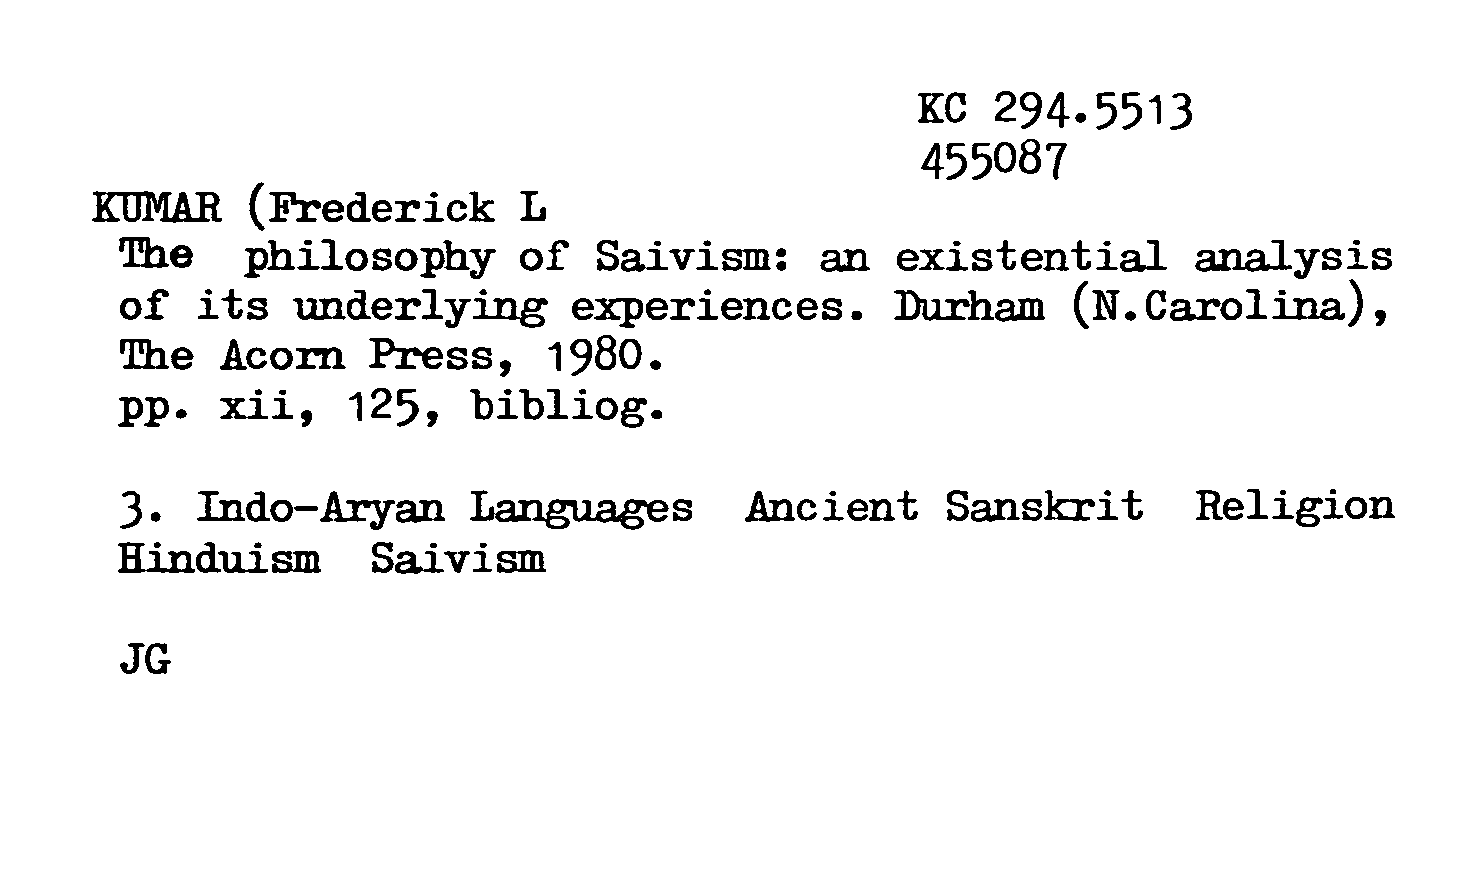 KC 294.5513
455087
KUMAR (Frederick L
The philosophy of Saivism: an existential analysis
of its underlying experiences. Durham (N.Carolina),
The Acorn Press, 1980.
pp. xii, 125, bibliog.
3. Indo-Aryan Languages Ancient Sanskrit Religion
Hinduism Saivism
JG